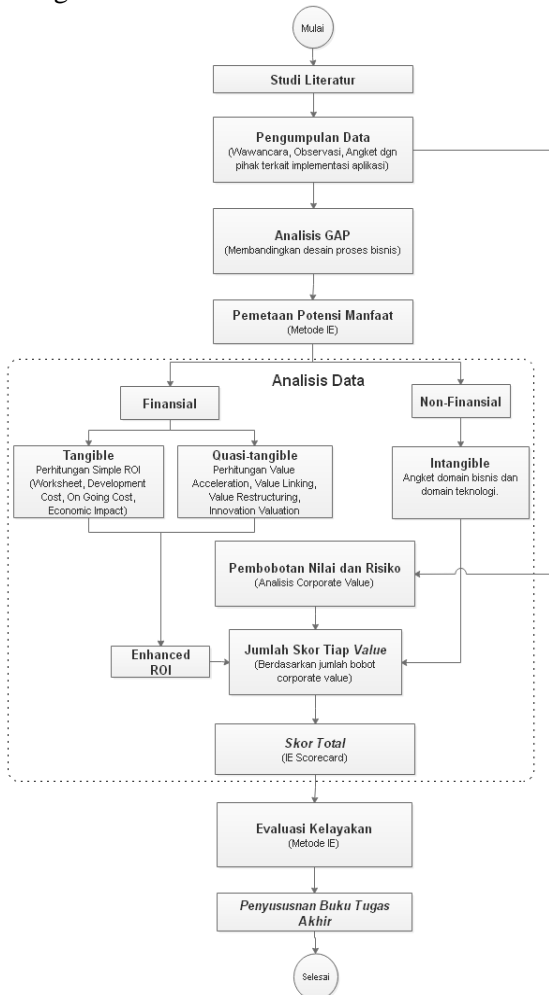 Mulai
Studi Literatur
Pengumpulan Data
(Wawancara, Observasi, Angket dgn
pihak terkait implementasi aplikasi)
Analisis GAP
(Membandingkan desain proses bisnis)
Pemetaan Potensi Manfaat
(Metode IE)
Analisis Data
Finansial
Non-Finansial
Tangible
Perhitungan Simple ROI
(Worksheet, Development
Cost, On Going Cost,
Economic Impact)
Quasi-tangible
Perhitungan Value
Acceleration, Value Linking,
Value Restructuring,
Innovation Valuation
Intangible
Angket domain bisnis dan
domain teknologi.
Pembobotan Nilai dan Risiko
(Analisis Corporate Value)
Enhanced
ROI
Jumlah Skor Tiap Value
(Berdasarkan jumlah bobot
corporate value)
Skor Total
(IE Scorecard)
Evaluasi Kelayakan
(Metode IE)
Penyususnan Buku Tugas
Akhir
Selesai